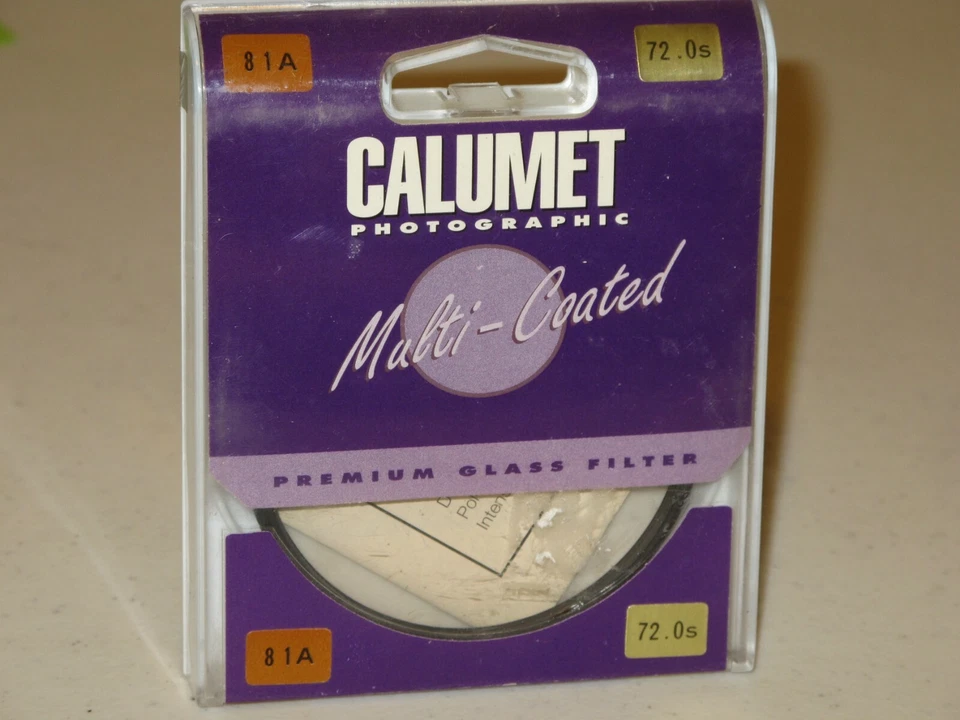 81A
72.0s
CALUMET
PHOTOGRAPHIC
Multi-Coated
PREMIUM GLASS FILTER
81A
72.0s